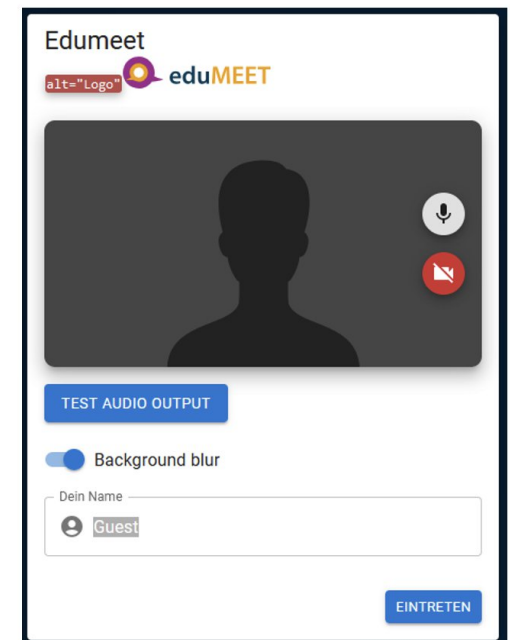 Edumeet
alt="Logo" eduMEET
TEST AUDIO OUTPUT
Background blur
Dein Name
Guest
EINTRETEN